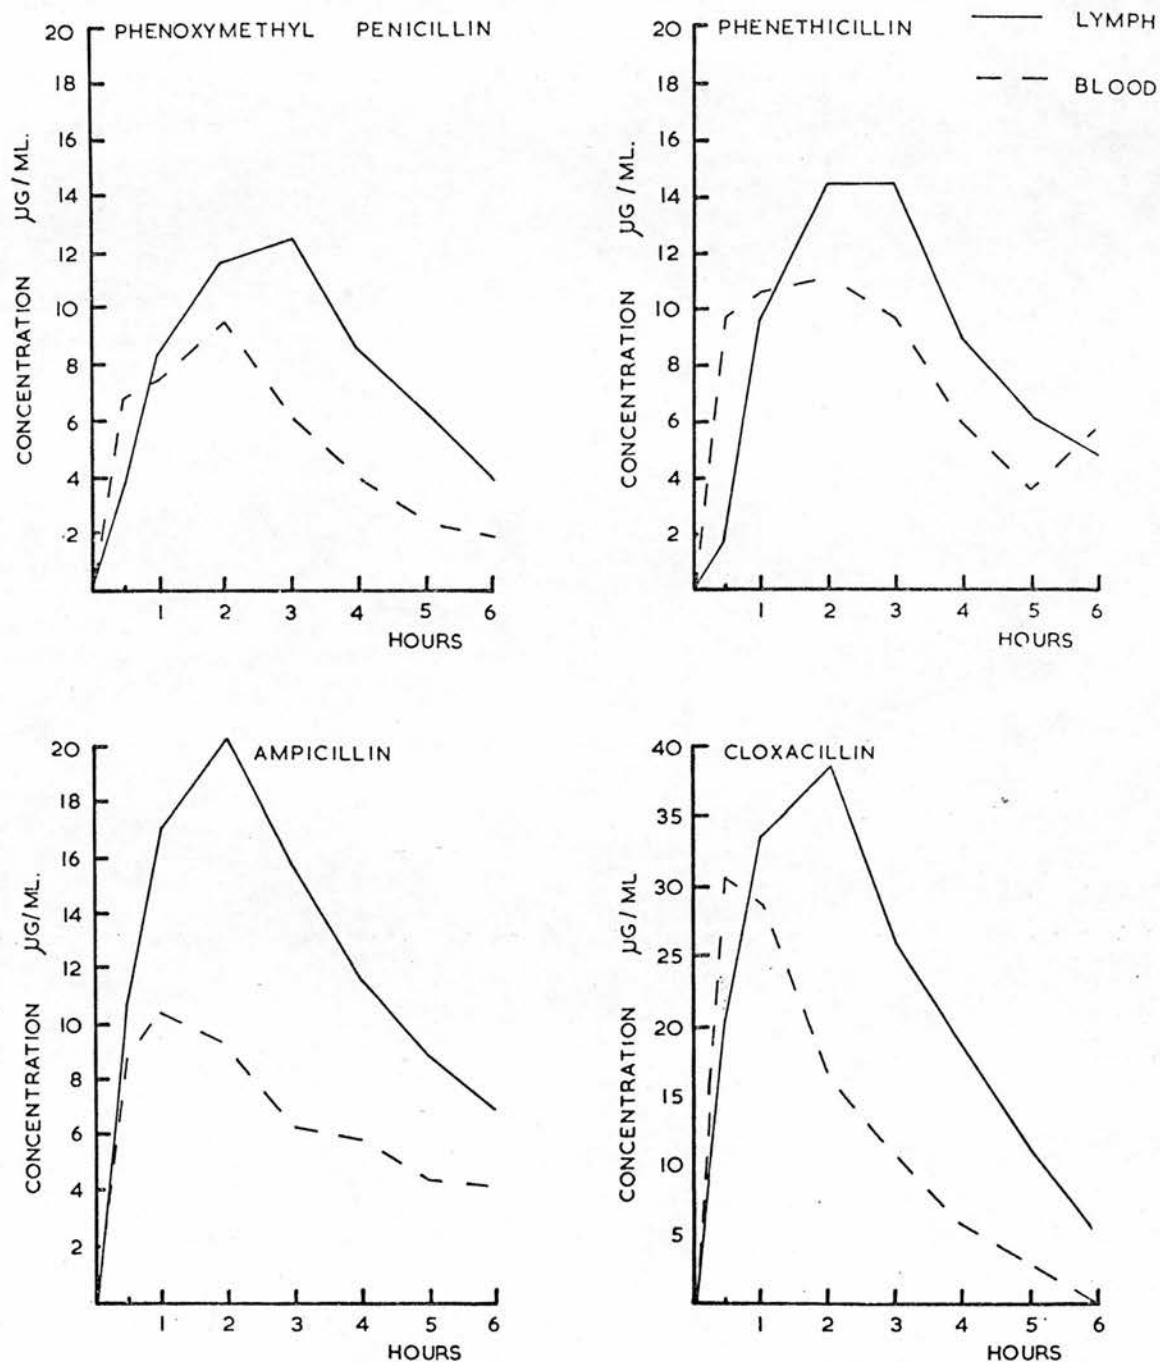 PHENOXYMETHYL PENICILLIN
CONCENTRATION µG / ML.
20
18
16
14
12
10
8
6
4
2
1 2 3 4 5 6
HOURS
PHENETHICILLIN
LYMPH
BLOOD
CONCENTRATION µG / ML.
20
18
16
14
12
10
8
6
4
2
1 2 3 4 5 6
HOURS
AMPICILLIN
CONCENTRATION µG/ML.
20
18
16
14
12
10
8
6
4
2
1 2 3 4 5 6
HOURS
CLOXACILLIN
CONCENTRATION µG/ML
40
35
30
25
20
15
10
5
1 2 3 4 5 6
HOURS